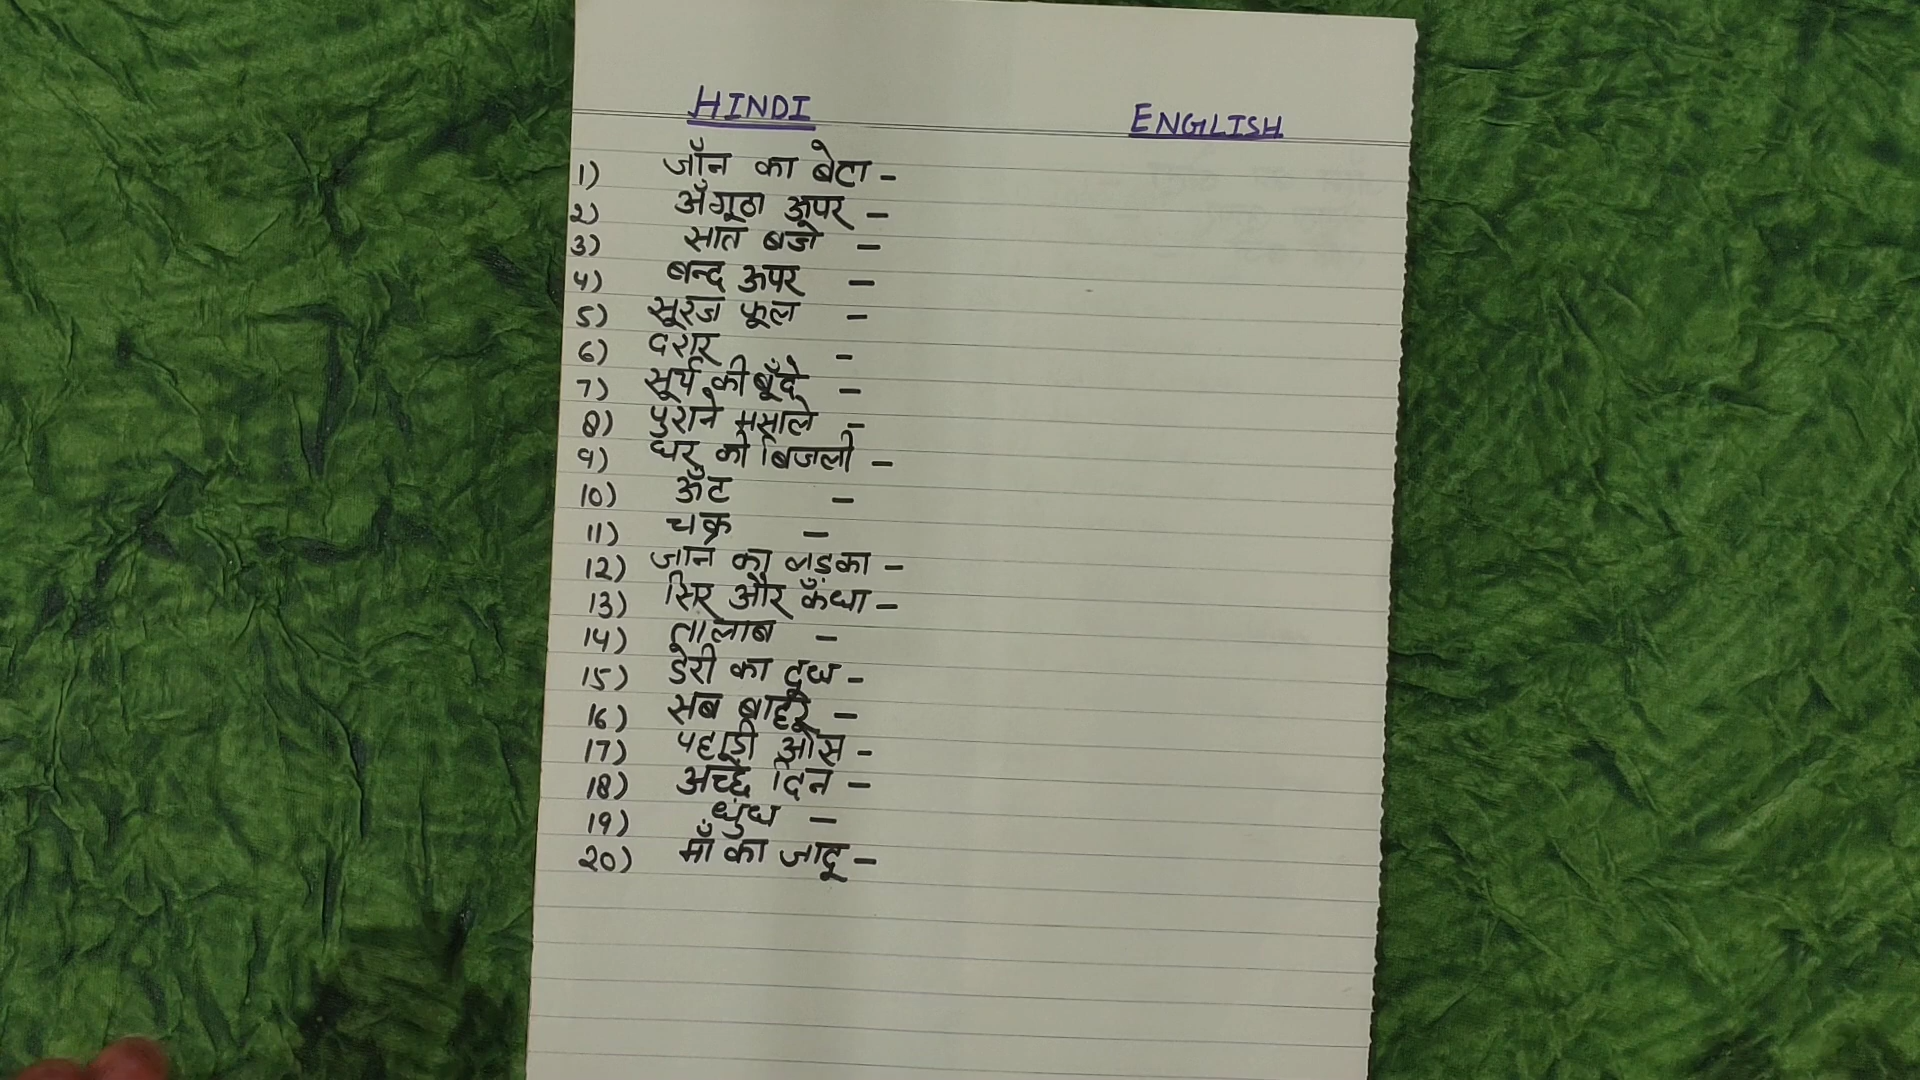 HINDI ENGLISH
1) जॉन का बेटा -
2) अँगूठा ऊपर -
3) सात बजे -
4) बन्द ऊपर -
5) सूरज फूल -
6) दरार -
7) सूर्य की बूँदे -
8) पुराने मसाले -
9) घर की बिजली -
10) ऊँट -
11) चक्र -
12) जॉन का लड़का -
13) सिर और कँधा -
14) तालाब -
15) डेरी का दूध -
16) सब बाहर -
17) पहाड़ी ओस -
18) अच्छे दिन -
19) धुंध -
20) माँ का जादू -